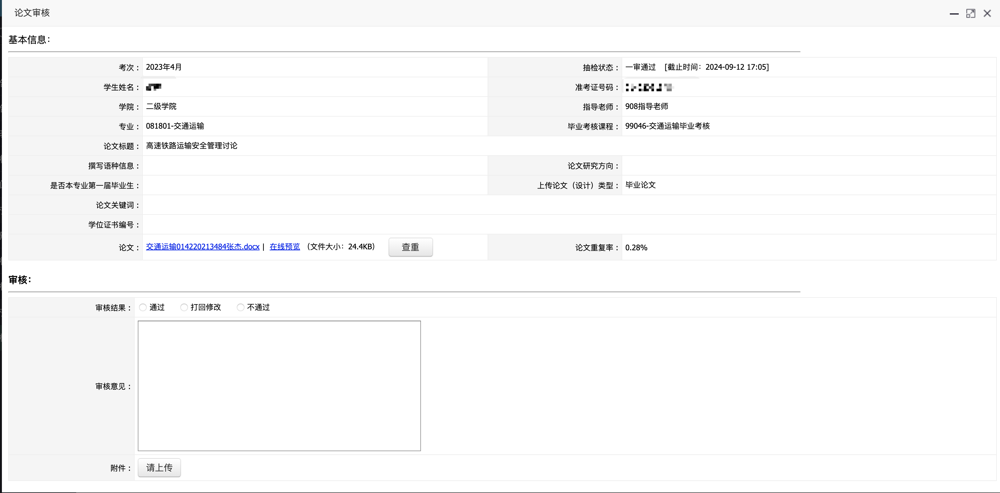 论文审核
基本信息：
考次： 2023年4月 抽检状态： 一审通过 [截止时间：2024-09-12 17:05]
学生姓名： 准考证号码：
学院： 二级学院 指导老师： 908指导老师
专业： 081801-交通运输 毕业考核课程： 99046-交通运输毕业考核
论文标题： 高速铁路运输安全管理讨论
撰写语种信息： 论文研究方向：
是否本专业第一届毕业生： 上传论文（设计）类型： 毕业论文
论文关键词：
学位证书编号：
论文： 交通运输014220213484张杰.docx | 在线预览 （文件大小：24.4KB） 查重 论文重复率： 0.28%
审核：
审核结果： 通过 打回修改 不通过
审核意见：
附件： 请上传